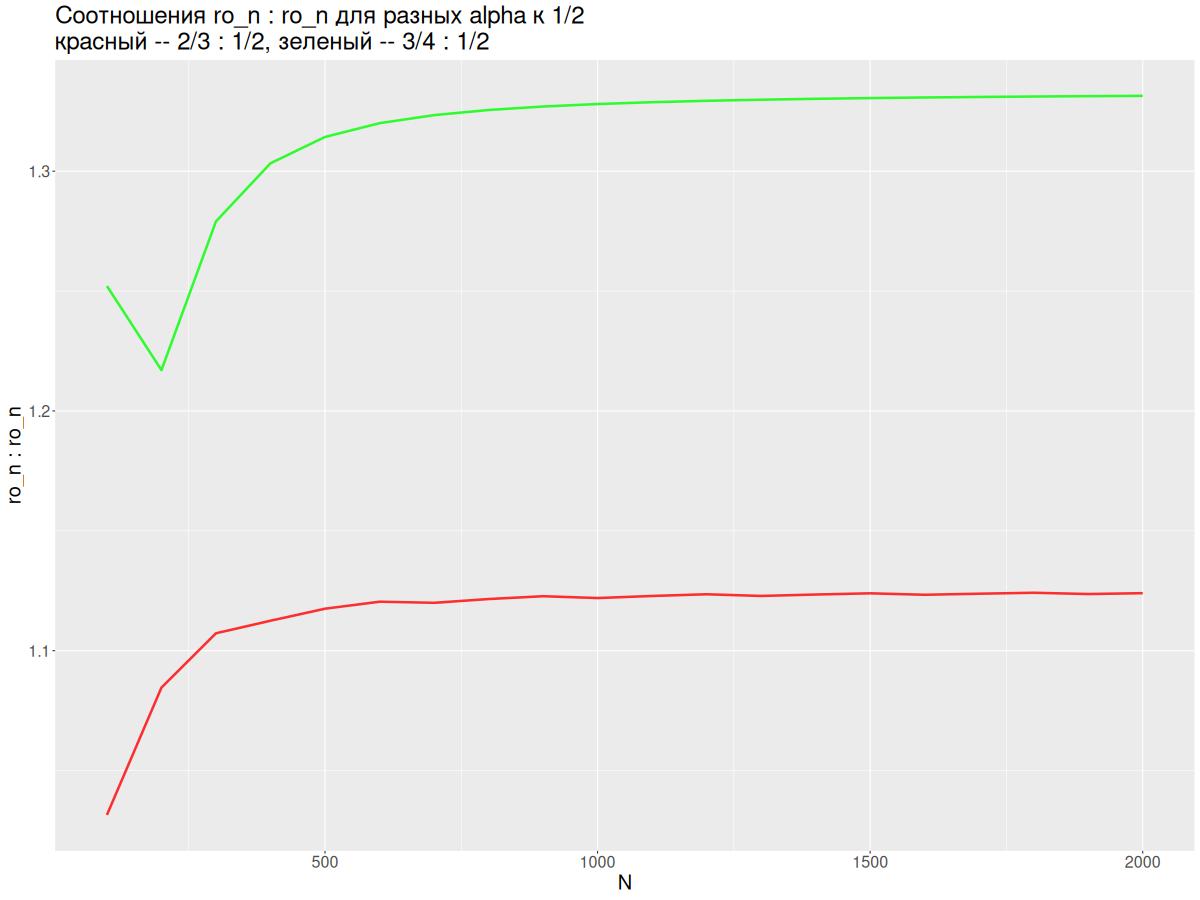 Соотношения ro_n : ro_n для разных alpha к 1/2
красный -- 2/3 : 1/2, зеленый -- 3/4 : 1/2
1.3
1.2
1.1
ro_n : ro_n
500
1000
1500
2000
N